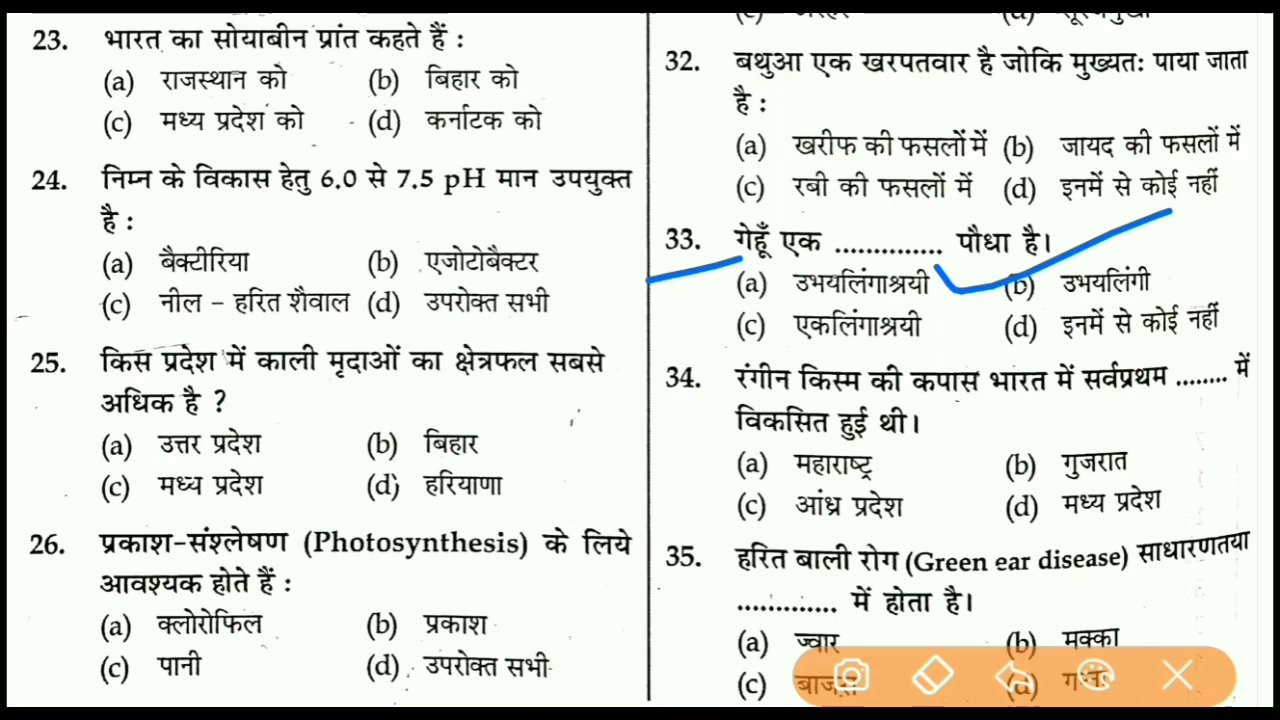 23. भारत का सोयाबीन प्रांत कहते हैं :
(a) राजस्थान को (b) बिहार को
(c) मध्य प्रदेश को (d) कर्नाटक को
24. निम्न के विकास हेतु 6.0 से 7.5 pH मान उपयुक्त
है :
(a) बैक्टीरिया (b) एजोटोबैक्टर
(c) नील - हरित शैवाल (d) उपरोक्त सभी
25. किस प्रदेश में काली मृदाओं का क्षेत्रफल सबसे
अधिक है ?
(a) उत्तर प्रदेश (b) बिहार
(c) मध्य प्रदेश (d) हरियाणा
26. प्रकाश-संश्लेषण (Photosynthesis) के लिये
आवश्यक होते हैं :
(a) क्लोरोफिल (b) प्रकाश
(c) पानी (d) उपरोक्त सभी
32. बथुआ एक खरपतवार है जोकि मुख्यतः पाया जाता
है :
(a) खरीफ की फसलों में (b) जायद की फसलों में
(c) रबी की फसलों में (d) इनमें से कोई नहीं
33. गेहूँ एक .............. पौधा है।
(a) उभयलिंगाश्रयी (b) उभयलिंगी
(c) एकलिंगाश्रयी (d) इनमें से कोई नहीं
34. रंगीन किस्म की कपास भारत में सर्वप्रथम ........ में
विकसित हुई थी।
(a) महाराष्ट्र (b) गुजरात
(c) आंध्र प्रदेश (d) मध्य प्रदेश
35. हरित बाली रोग (Green ear disease) साधारणतया
............. में होता है।
(a) ज्वार (b) मक्का
(c) बाजरा (d)